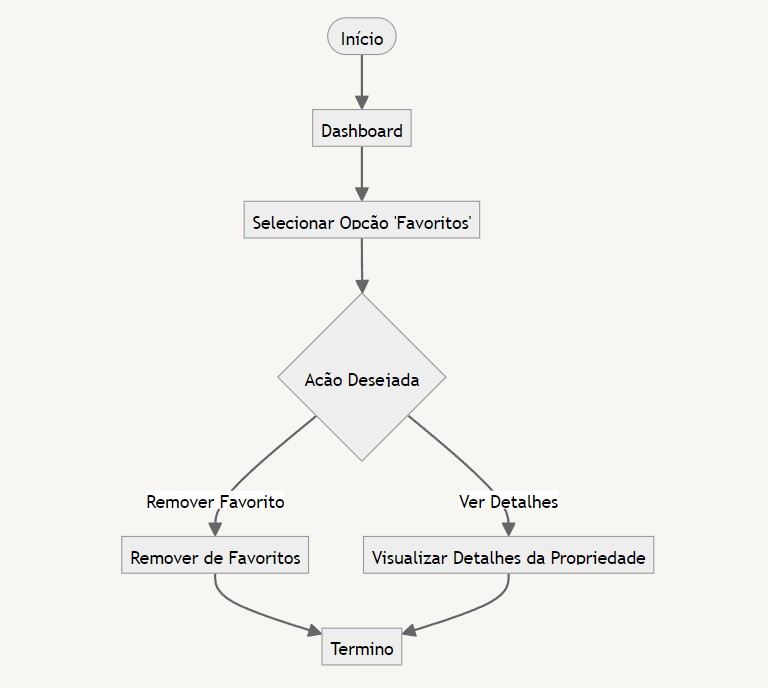 Início
Dashboard
Selecionar Opção 'Favoritos'
Ação Desejada
Remover Favorito
Ver Detalhes
Remover de Favoritos
Visualizar Detalhes da Propriedade
Termino